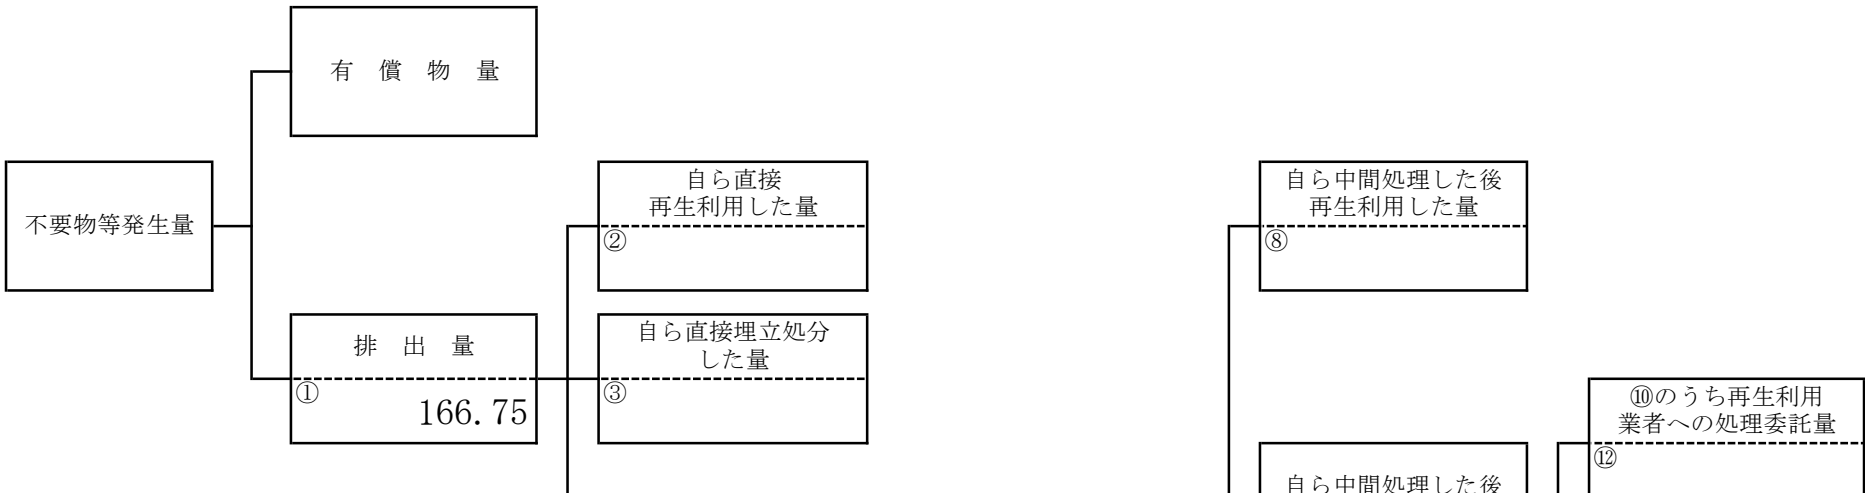 有 償 物 量
不要物等発生量
自ら直接
再生利用した量
②
自ら中間処理した後
再生利用した量
⑧
排 出 量
①
166.75
自ら直接埋立処分
した量
③
⑩のうち再生利用
業者への処理委託量
⑫
自ら中間処理した後